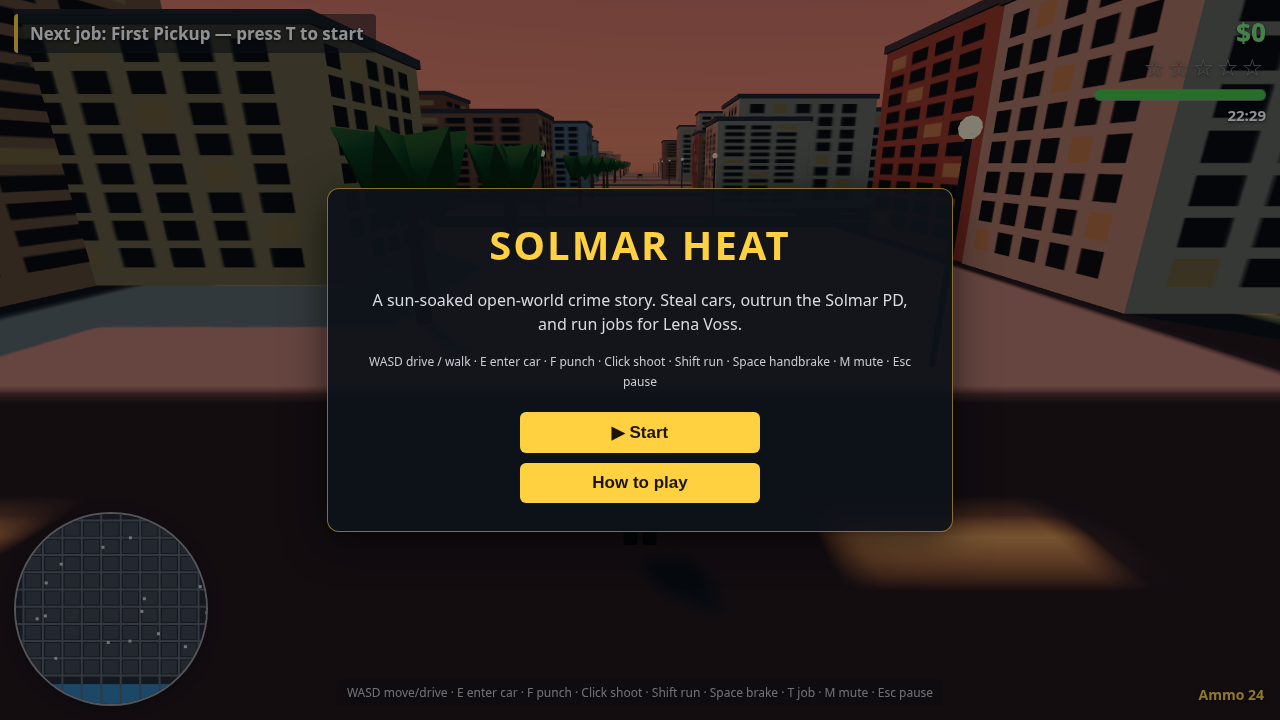 Next job: First Pickup — press T to start
$0
☆ ☆ ☆ ☆ ☆
22:29
SOLMAR HEAT
A sun-soaked open-world crime story. Steal cars, outrun the Solmar PD,
and run jobs for Lena Voss.
WASD drive / walk · E enter car · F punch · Click shoot · Shift run · Space handbrake · M mute · Esc
pause
▶ Start
How to play
WASD move/drive · E enter car · F punch · Click shoot · Shift run · Space brake · T job · M mute · Esc pause
Ammo 24